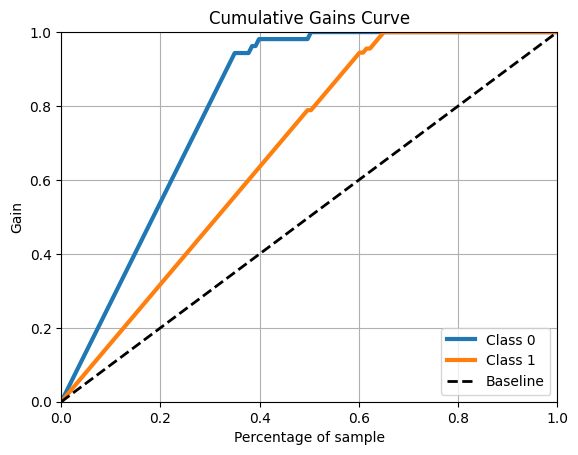 Cumulative Gains Curve
1.0
0.8
0.6
0.4
0.2
0.0
Gain
0.0 0.2 0.4 0.6 0.8 1.0
Percentage of sample
Class 0
Class 1
Baseline